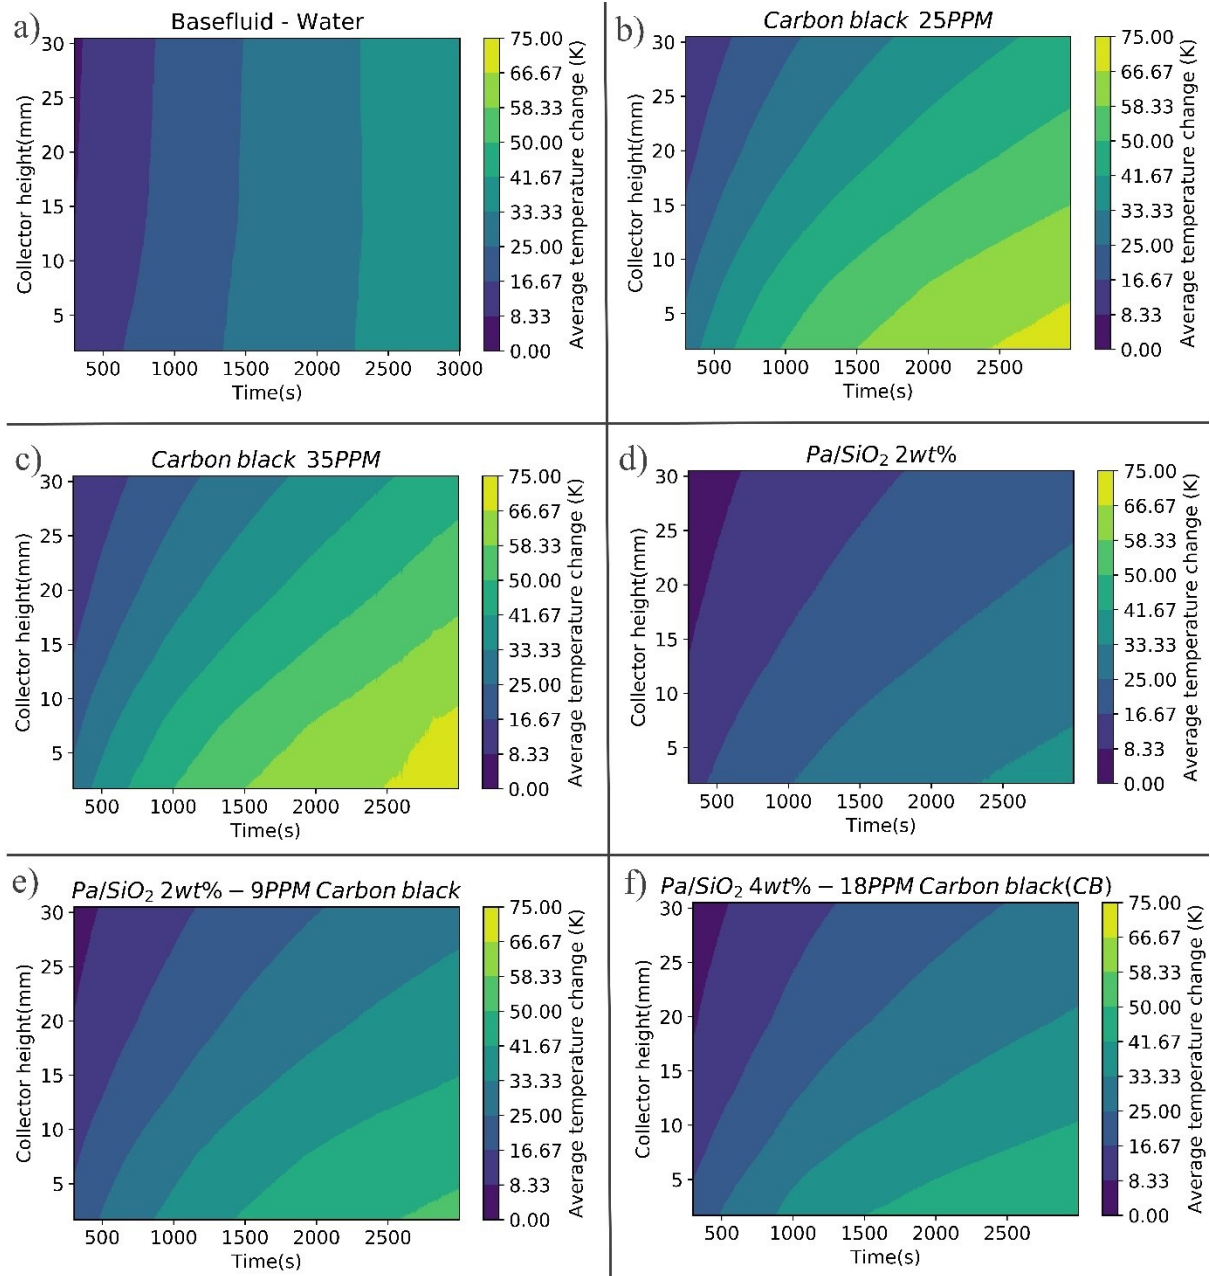 a)
Basefluid - Water
30
25
20
15
10
5
Collector height(mm)
500 1000 1500 2000 2500 3000
Time(s)
75.00
66.67
58.33
50.00
41.67
33.33
25.00
16.67
8.33
0.00
Average temperature change (K)
b)
Carbon black 25PPM
30
25
20
15
10
5
Collector height(mm)
500 1000 1500 2000 2500
Time(s)
75.00
66.67
58.33
50.00
41.67
33.33
25.00
16.67
8.33
0.00
Average temperature change (K)
c)
Carbon black 35PPM
30
25
20
15
10
5
Collector height(mm)
500 1000 1500 2000 2500
Time(s)
75.00
66.67
58.33
50.00
41.67
33.33
25.00
16.67
8.33
0.00
Average temperature change (K)
d)
Pa/SiO₂ 2wt%
30
25
20
15
10
5
Collector height(mm)
500 1000 1500 2000 2500
Time(s)
75.00
66.67
58.33
50.00
41.67
33.33
25.00
16.67
8.33
0.00
Average temperature change (K)
e)
Pa/SiO₂ 2wt% − 9PPM Carbon black
30
25
20
15
10
5
Collector height(mm)
500 1000 1500 2000 2500
Time(s)
75.00
66.67
58.33
50.00
41.67
33.33
25.00
16.67
8.33
0.00
Average temperature change (K)
f)
Pa/SiO₂ 4wt% − 18PPM Carbon black(CB)
30
25
20
15
10
5
Collector height(mm)
500 1000 1500 2000 2500
Time(s)
75.00
66.67
58.33
50.00
41.67
33.33
25.00
16.67
8.33
0.00
Average temperature change (K)